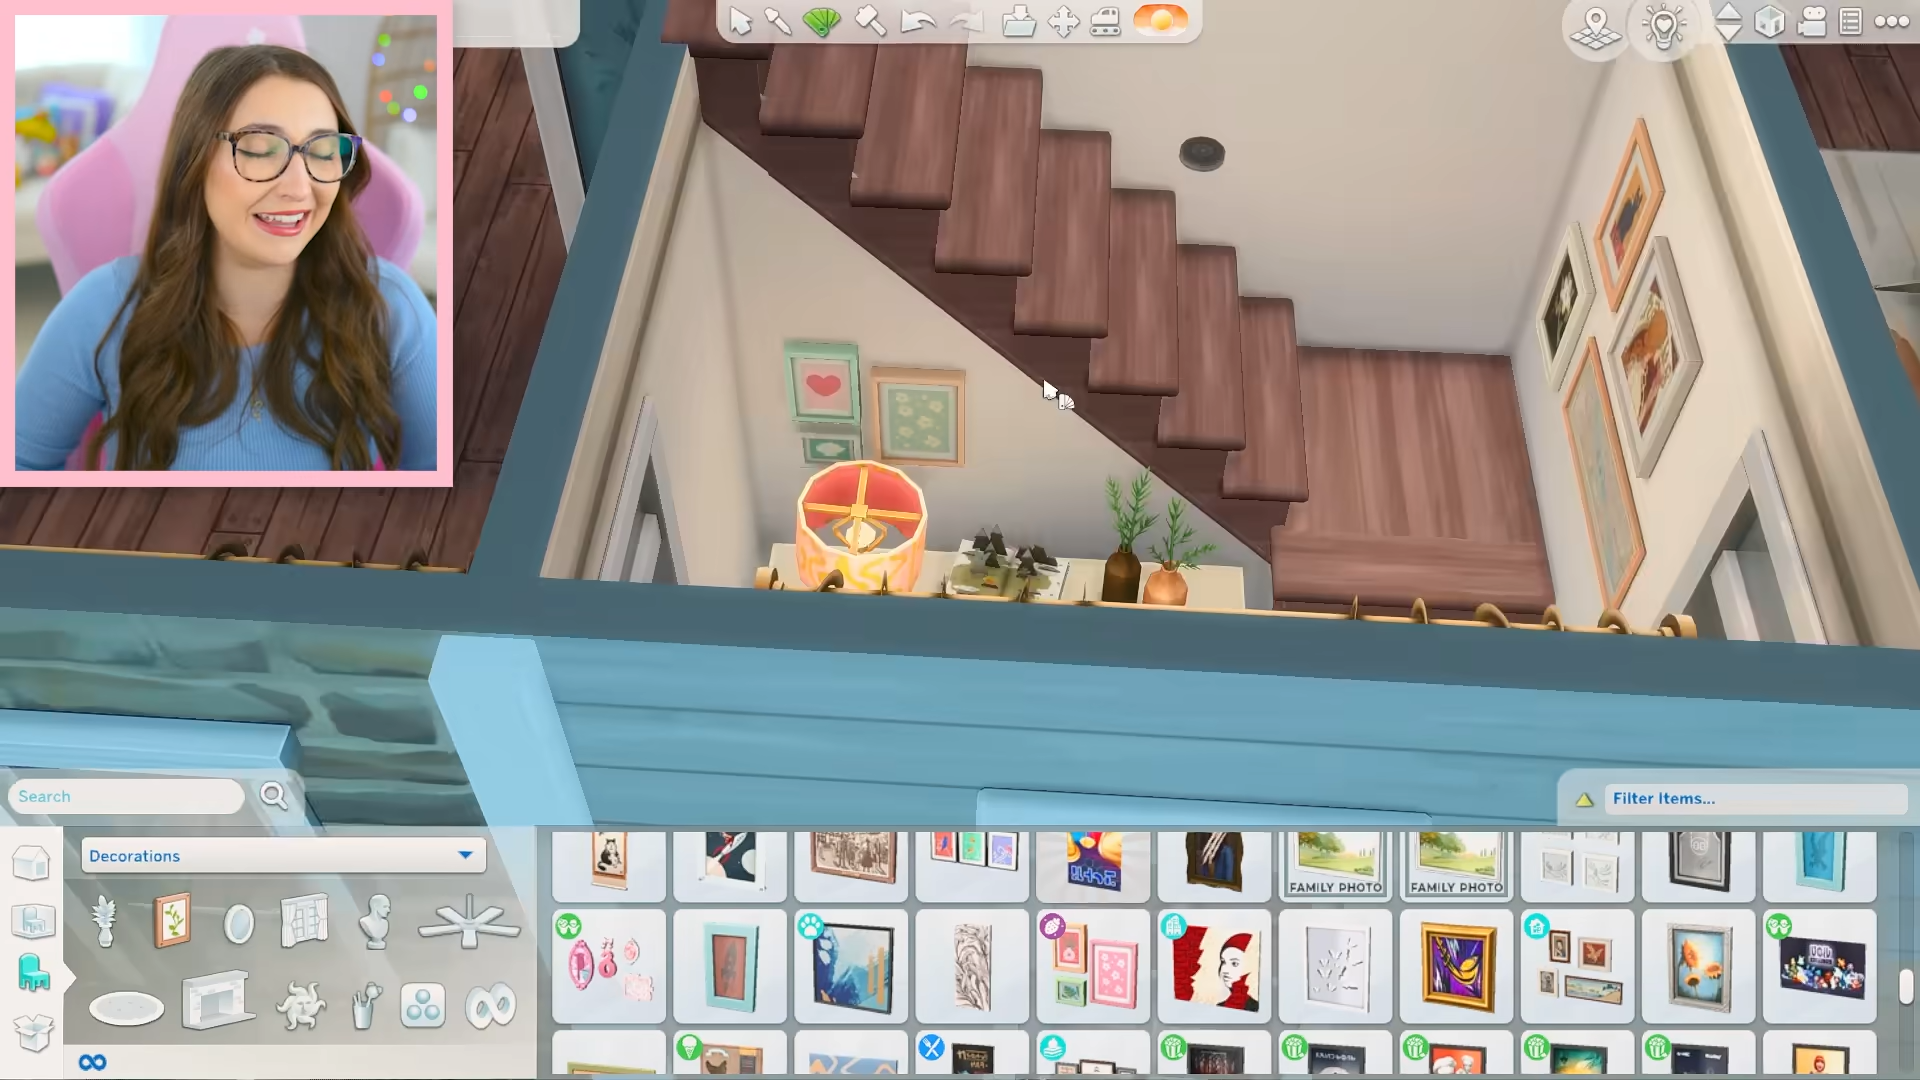 Search
Filter Items...
Decorations
FAMILY PHOTO
FAMILY PHOTO